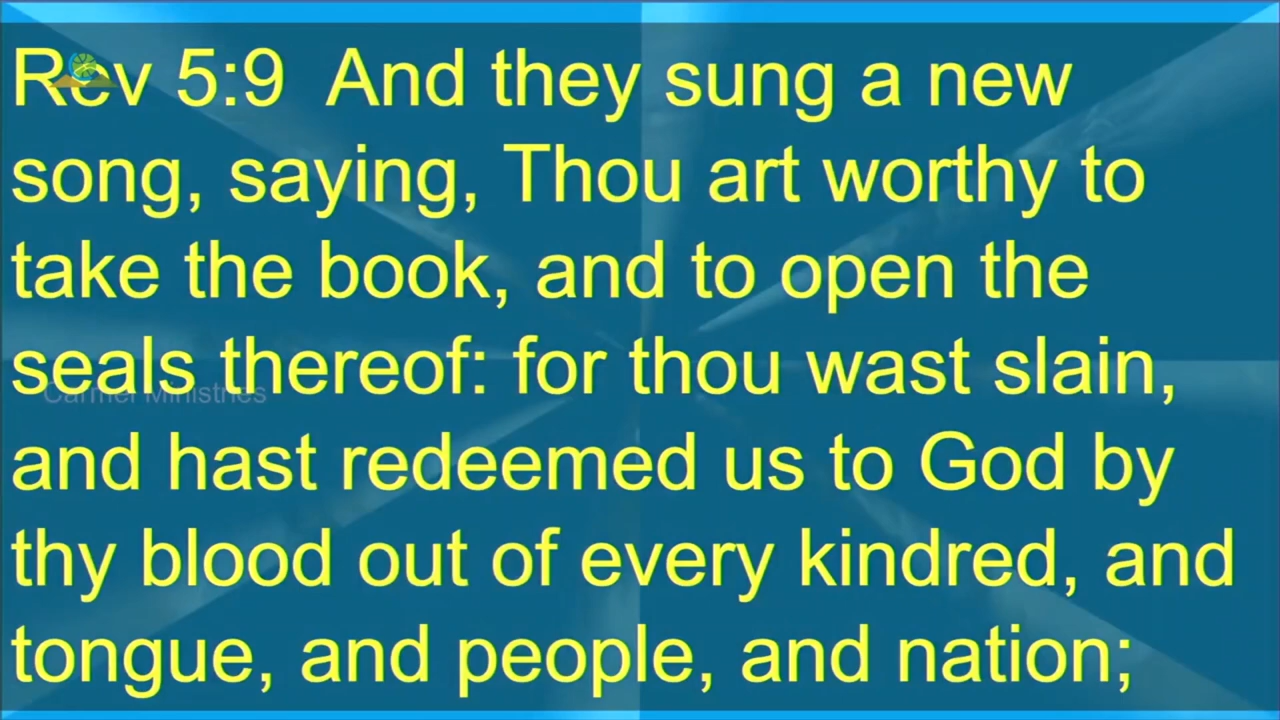 Rev 5:9 And they sung a new
song, saying, Thou art worthy to
take the book, and to open the
seals thereof: for thou wast slain,
Carmel Ministries
and hast redeemed us to God by
thy blood out of every kindred, and
tongue, and people, and nation;